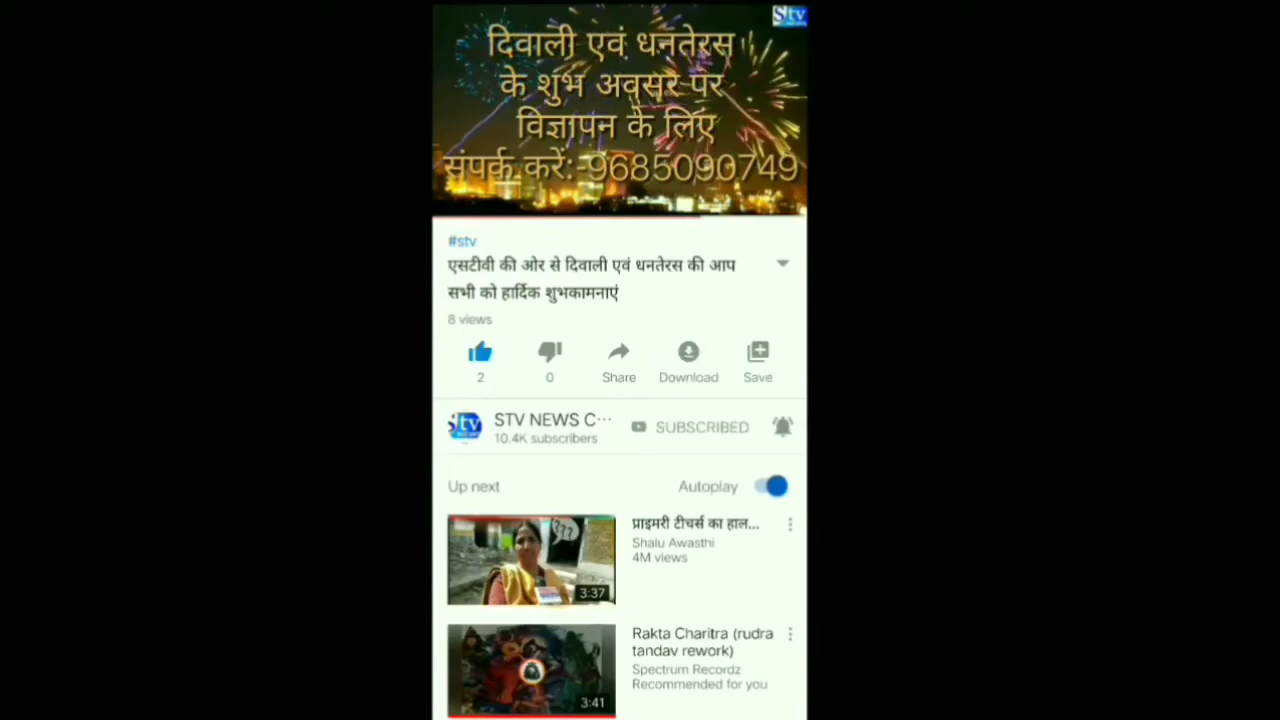 Stv
दिवाली एवं धनतेरस
के शुभ अवसर पर
विज्ञापन के लिए
संपर्क करें:-9685090749
#stv
एसटीवी की ओर से दिवाली एवं धनतेरस की आप
सभी को हार्दिक शुभकामनाएं
8 views
2
0
Share
Download
Save
Stv
STV NEWS C...
10.4K subscribers
SUBSCRIBED
Up next
Autoplay
???
3:37
प्राइमरी टीचर्स का हाल...
Shalu Awasthi
4M views
3:41
Rakta Charitra (rudra
tandav rework)
Spectrum Recordz
Recommended for you